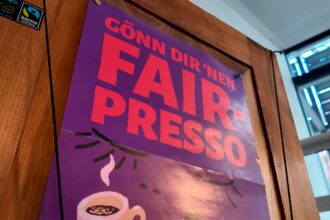 GÖNN DIR 'NEN
FAIR-
PRESSO